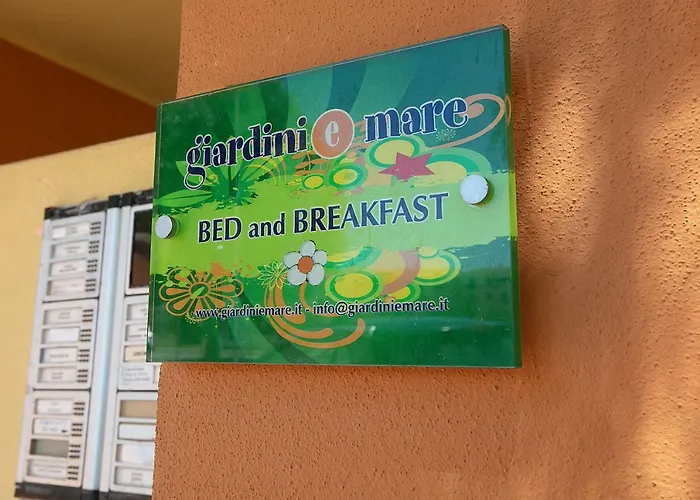 giardini e mare
BED and BREAKFAST
www.giardiniemare.it - info@giardiniemare.it